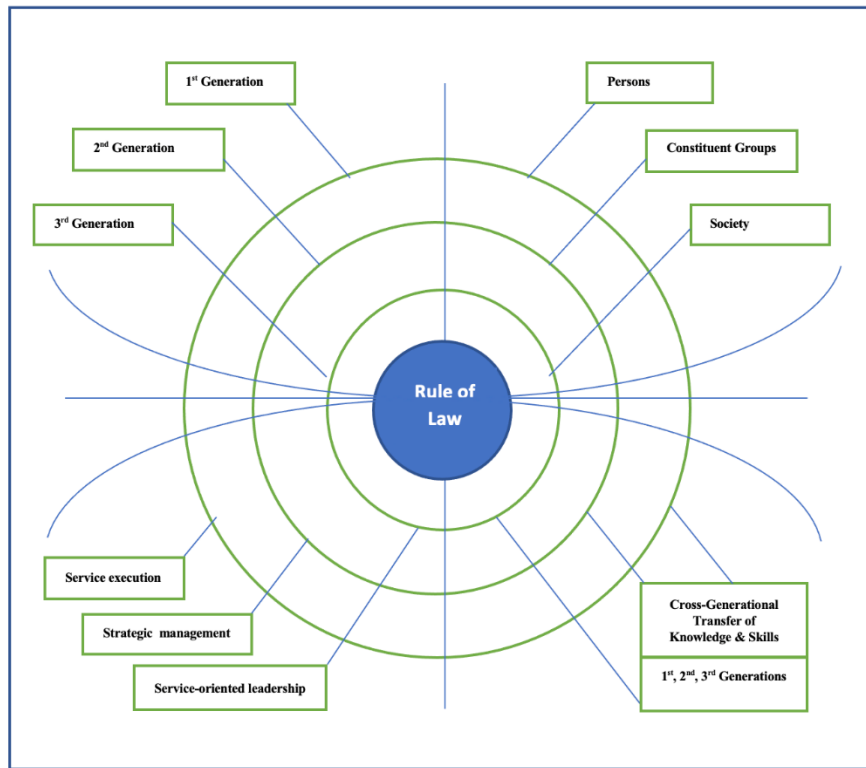 1st Generation
Persons
2nd Generation
Constituent Groups
3rd Generation
Society
Rule of
Law
Service execution
Strategic management
Service-oriented leadership
Cross-Generational
Transfer of
Knowledge & Skills
1st, 2nd, 3rd Generations